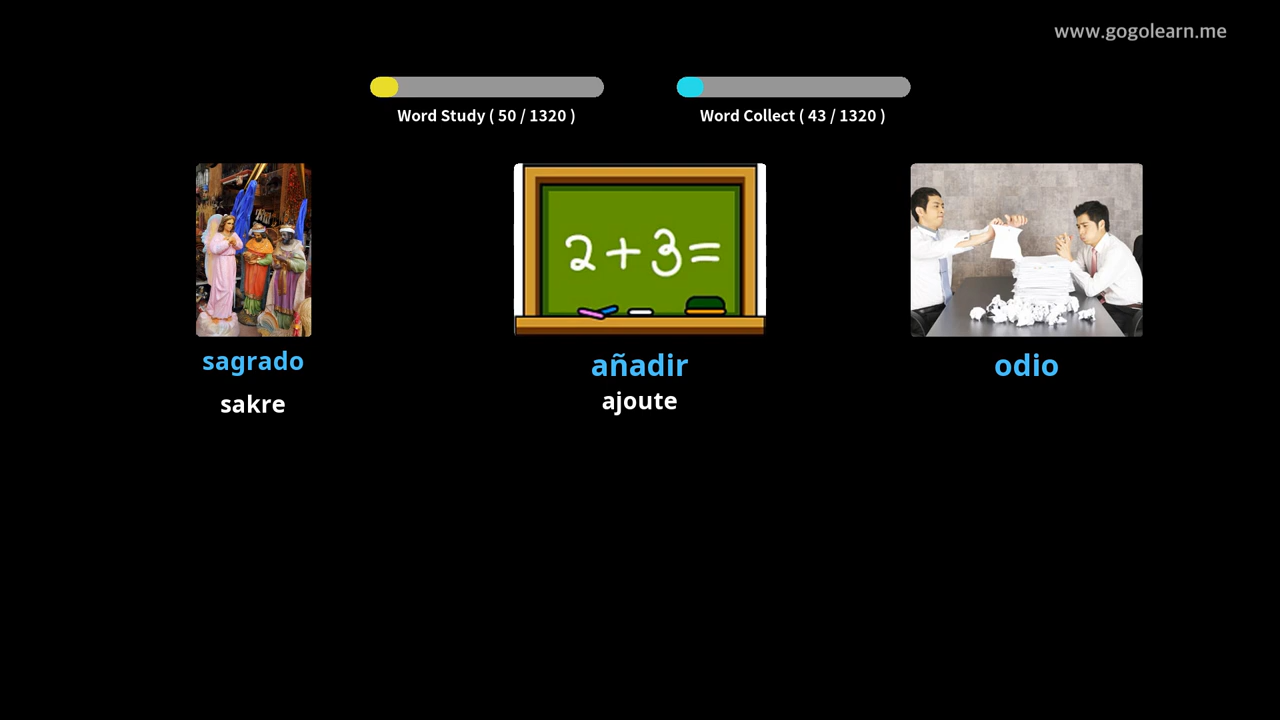 www.gogolearn.me
Word Study ( 50 / 1320 )
Word Collect ( 43 / 1320 )
2+3=
sagrado
añadir
odio
sakre
ajoute